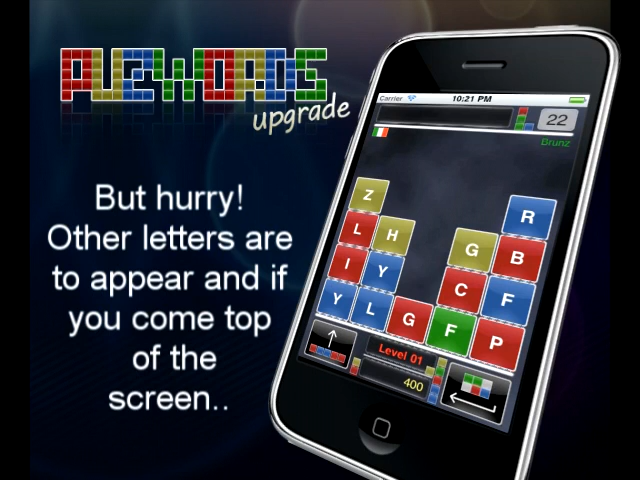 PUZWORDS
upgrade
But hurry!
Other letters are
to appear and if
you come top
of the
screen..
Carrier 10:21 PM
22
Brunz
Z R
L H G B
I Y C F
Y L G F P
Level 01
400